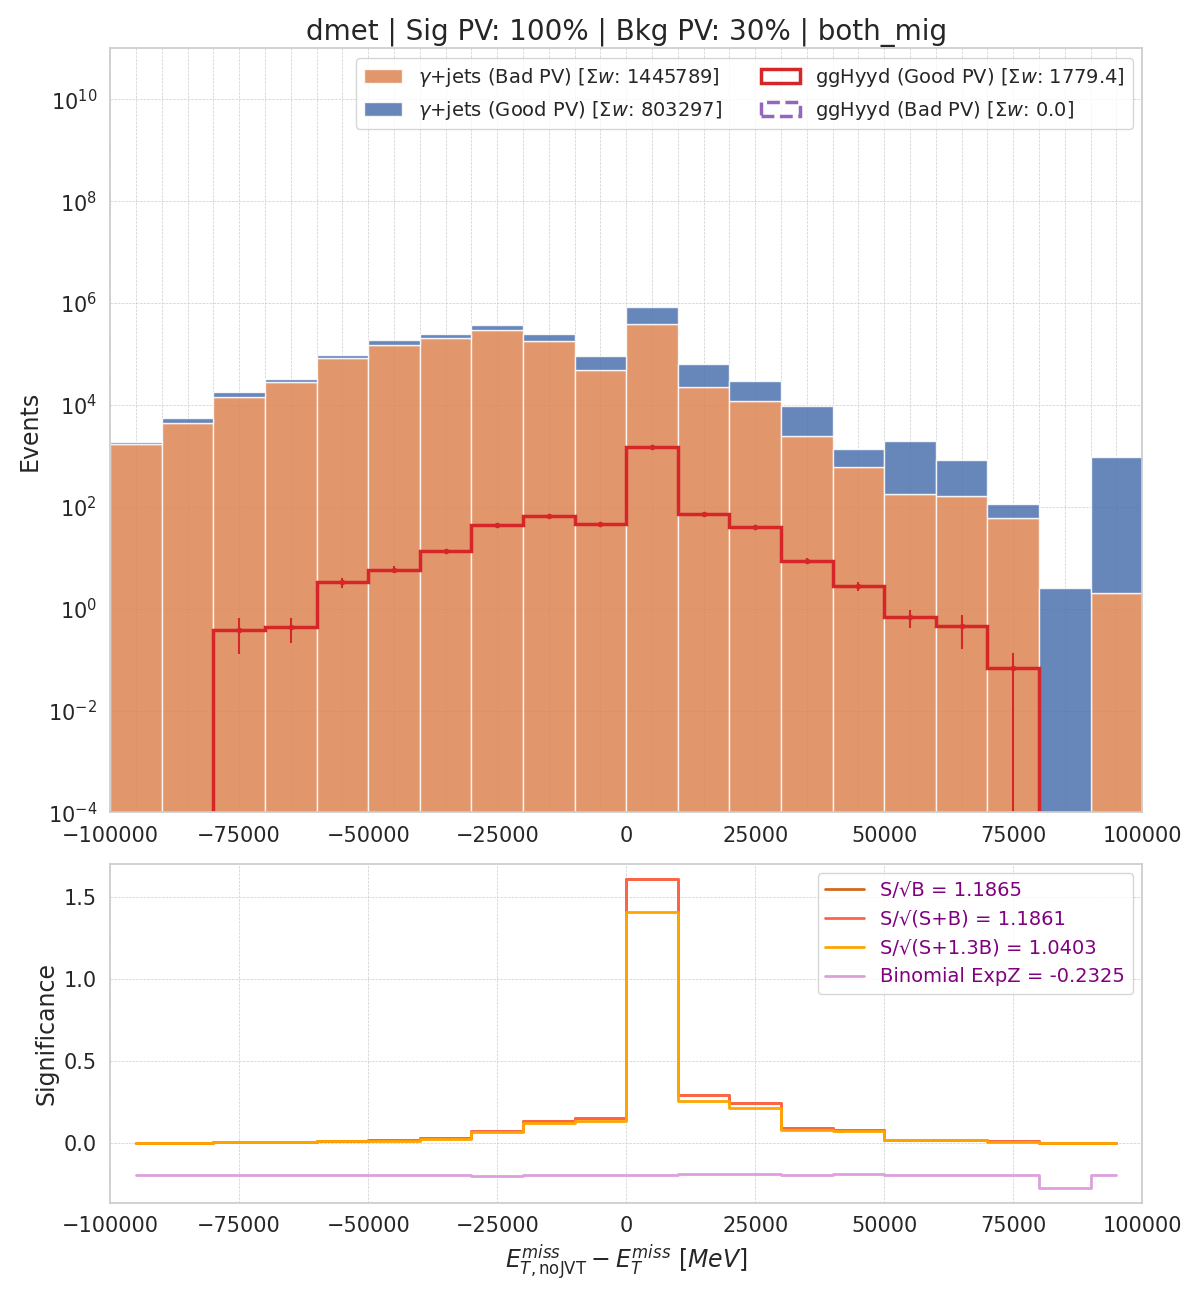 dmet | Sig PV: 100% | Bkg PV: 30% | both_mig
γ+jets (Bad PV) [Σw: 1445789]
γ+jets (Good PV) [Σw: 803297]
ggHyyd (Good PV) [Σw: 1779.4]
ggHyyd (Bad PV) [Σw: 0.0]
Events
10^10
10^8
10^6
10^4
10^2
10^0
10^−2
10^−4
−100000 −75000 −50000 −25000 0 25000 50000 75000 100000
S/√B = 1.1865
S/√(S+B) = 1.1861
S/√(S+1.3B) = 1.0403
Binomial ExpZ = -0.2325
Significance
1.5
1.0
0.5
0.0
−100000 −75000 −50000 −25000 0 25000 50000 75000 100000
E_{T,noJVT}^{miss} − E_T^{miss} [MeV]